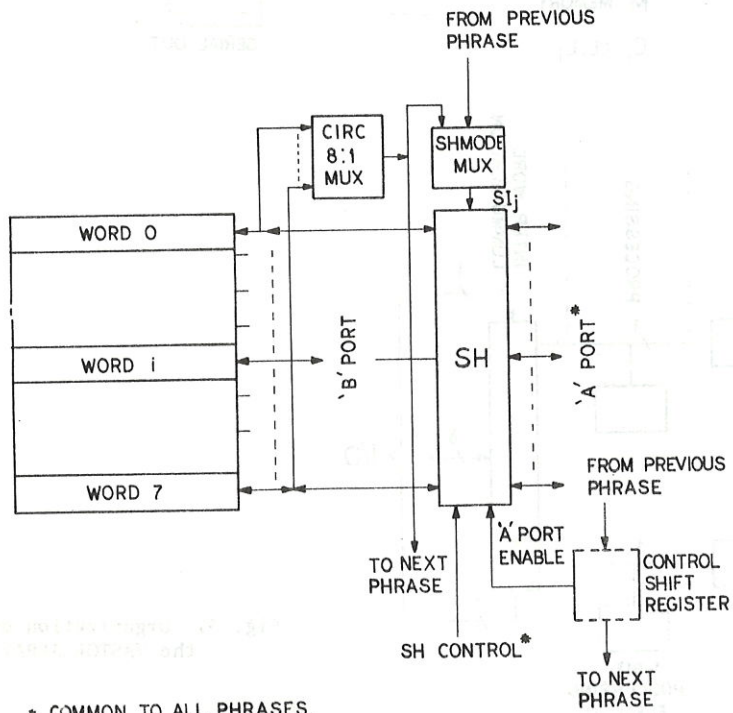 FROM PREVIOUS
PHRASE
CIRC
8:1
MUX
SHMODE
MUX
SIj
WORD 0
WORD i
WORD 7
'B' PORT
SH
'A' PORT*
FROM PREVIOUS
PHRASE
'A' PORT
ENABLE
TO NEXT
PHRASE
CONTROL
SHIFT
REGISTER
SH CONTROL*
TO NEXT
PHRASE
* COMMON TO ALL PHRASES